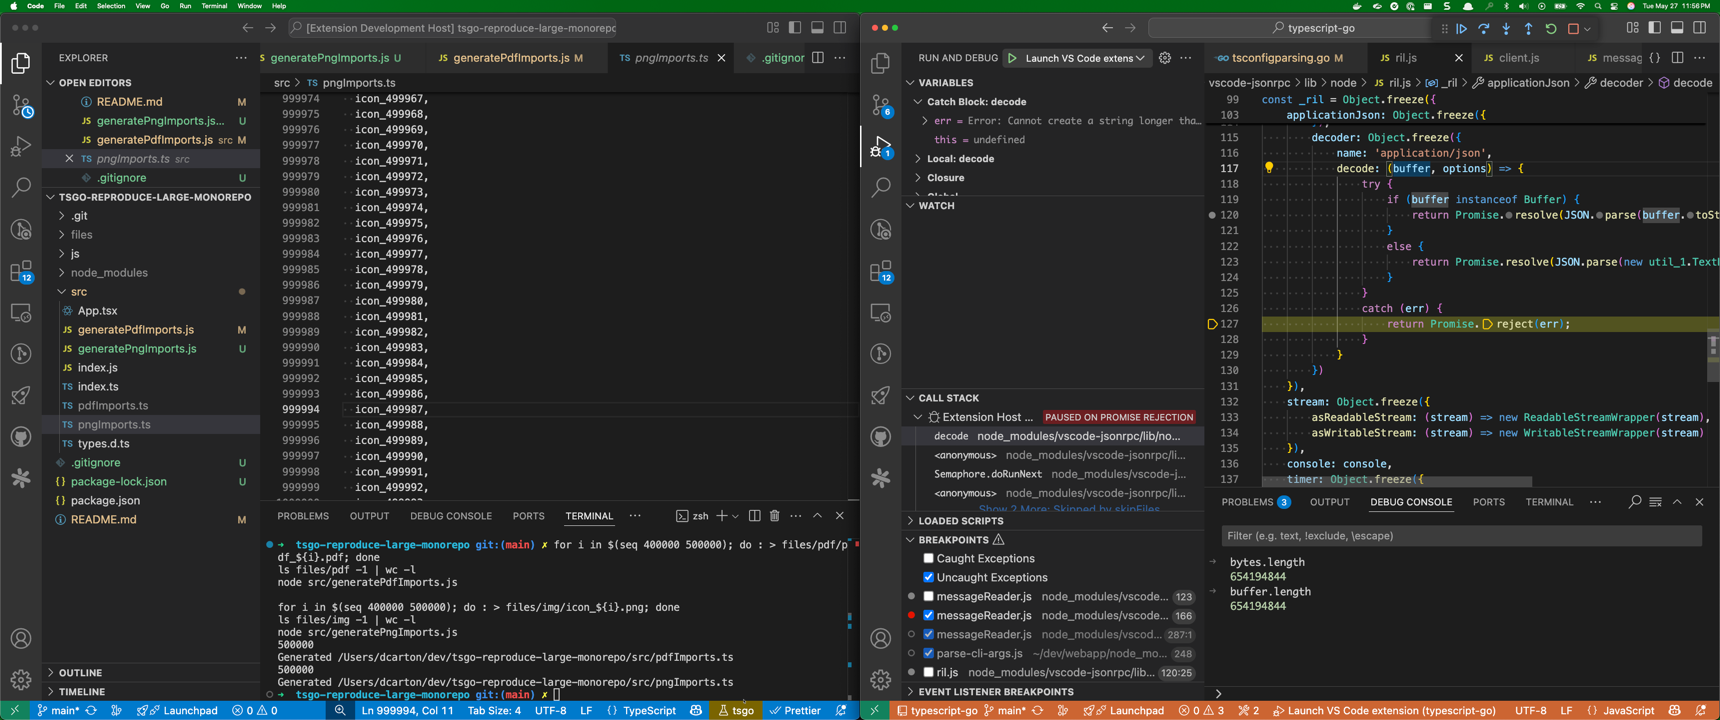 Code File Edit Selection View Go Run Terminal Window Help
Tue May 27 11:56 PM
[Extension Development Host] tsgo-reproduce-large-monorepo
EXPLORER
OPEN EDITORS
README.md M
generatePngImports.js... U
generatePdfImports.js src M
pngImports.ts src
.gitignore U
TSGO-REPRODUCE-LARGE-MONOREPO
.git
files
js
node_modules
src
App.tsx
generatePdfImports.js M
generatePngImports.js U
index.js
index.ts
pdfImports.ts
pngImports.ts
types.d.ts
.gitignore U
package-lock.json U
package.json
README.md M
OUTLINE
TIMELINE
12
generatePngImports.js U
generatePdfImports.js M
pngImports.ts
.gitignor
src > TS pngImports.ts
999974 icon_499967,
999975 icon_499968,
999976 icon_499969,
999977 icon_499970,
999978 icon_499971,
999979 icon_499972,
999980 icon_499973,
999981 icon_499974,
999982 icon_499975,
999983 icon_499976,
999984 icon_499977,
999985 icon_499978,
999986 icon_499979,
999987 icon_499980,
999988 icon_499981,
999989 icon_499982,
999990 icon_499983,
999991 icon_499984,
999992 icon_499985,
999993 icon_499986,
999994 icon_499987,
999995 icon_499988,
999996 icon_499989,
999997 icon_499990,
999998 icon_499991,
999999 icon_499992,
PROBLEMS OUTPUT DEBUG CONSOLE PORTS TERMINAL ... zsh
➜ tsgo-reproduce-large-monorepo git:(main) ✗ for i in $(seq 400000 500000); do : > files/pdf/p
df_${i}.pdf; done
ls files/pdf -1 | wc -l
node src/generatePdfImports.js
for i in $(seq 400000 500000); do : > files/img/icon_${i}.png; done
ls files/img -1 | wc -l
node src/generatePngImports.js
500000
Generated /Users/dcarton/dev/tsgo-reproduce-large-monorepo/src/pdfImports.ts
500000
Generated /Users/dcarton/dev/tsgo-reproduce-large-monorepo/src/pngImports.ts
➜ tsgo-reproduce-large-monorepo git:(main) ✗
main* Launchpad 0 0 Ln 999994, Col 11 Tab Size: 4 UTF-8 LF {} TypeScript tsgo Prettier
typescript-go
RUN AND DEBUG Launch VS Code extens
VARIABLES
Catch Block: decode
err = Error: Cannot create a string longer tha...
this = undefined
Local: decode
Closure
WATCH
CALL STACK
Extension Host ... PAUSED ON PROMISE REJECTION
decode node_modules/vscode-jsonrpc/lib/no...
<anonymous> node_modules/vscode-jsonrpc/li...
Semaphore.doRunNext node_modules/vscode-j...
<anonymous> node_modules/vscode-jsonrpc/li...
Show 2 More: Skipped by skipFiles
LOADED SCRIPTS
BREAKPOINTS
Caught Exceptions
Uncaught Exceptions
messageReader.js node_modules/vscode... 123
messageReader.js node_modules/vscode... 166
messageReader.js node_modules/vscod... 287:1
parse-cli-args.js ~/dev/webapp/node_mo... 248
ril.js node_modules/vscode-jsonrpc/lib... 120:25
EVENT LISTENER BREAKPOINTS
6
1
12
tsconfigparsing.go M
ril.js
client.js
messag
vscode-jsonrpc > lib > node > JS ril.js > _ril > applicationJson > decoder > decode
99 const _ril = Object.freeze({
103 applicationJson: Object.freeze({
115 decoder: Object.freeze({
116 name: 'application/json',
117 decode: (buffer, options) => {
118 try {
119 if (buffer instanceof Buffer) {
120 return Promise.resolve(JSON.parse(buffer.toSt
121 }
122 else {
123 return Promise.resolve(JSON.parse(new util_1.Text
124 }
125 }
126 catch (err) {
127 return Promise.reject(err);
128 }
129 }
130 })
131 }),
132 stream: Object.freeze({
133 asReadableStream: (stream) => new ReadableStreamWrapper(stream),
134 asWritableStream: (stream) => new WritableStreamWrapper(stream)
135 }),
136 console: console,
137 timer: Object.freeze({
PROBLEMS 3 OUTPUT DEBUG CONSOLE PORTS TERMINAL ...
Filter (e.g. text, !exclude, \escape)
bytes.length
654194844
buffer.length
654194844
typescript-go main* Launchpad 0 3 2 Launch VS Code extension (typescript-go) UTF-8 LF {} JavaScript